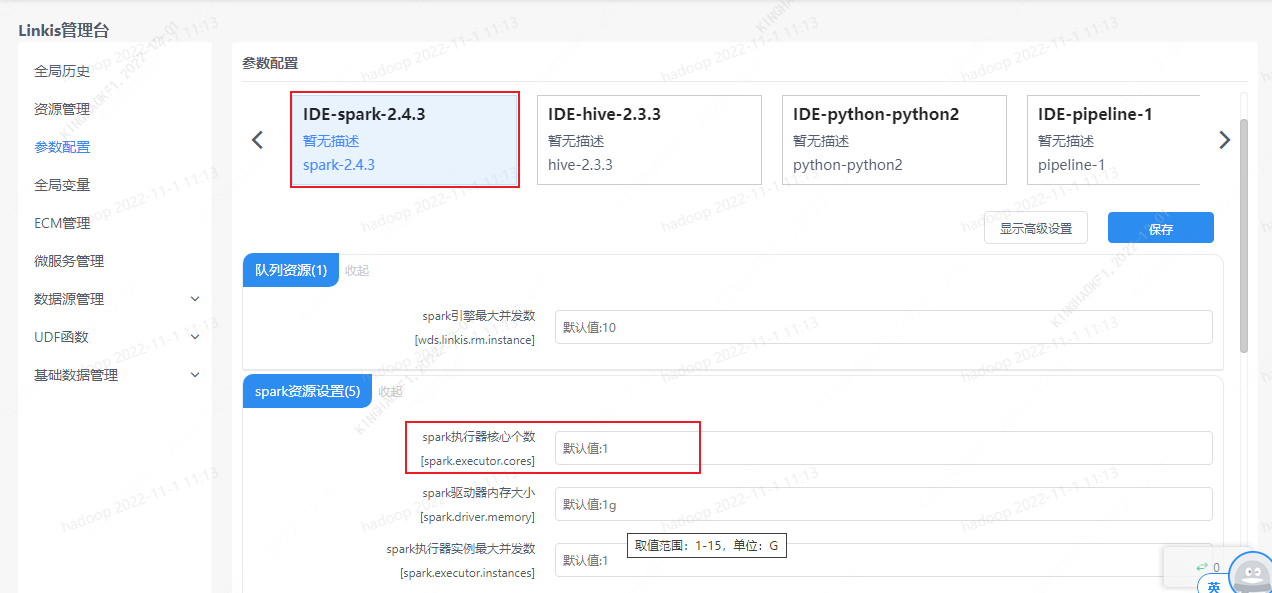 Linkis管理台
全局历史
资源管理
参数配置
全局变量
ECM管理
微服务管理
数据源管理
UDF函数
基础数据管理
参数配置
IDE-spark-2.4.3
暂无描述
spark-2.4.3
IDE-hive-2.3.3
暂无描述
hive-2.3.3
IDE-python-python2
暂无描述
python-python2
IDE-pipeline-1
暂无描述
pipeline-1
显示高级设置
保存
队列资源(1) 收起
spark引擎最大并发数
[wds.linkis.rm.instance]
默认值:10
spark资源设置(5) 收起
spark执行器核心个数
[spark.executor.cores]
默认值:1
spark驱动器内存大小
[spark.driver.memory]
默认值:1g
取值范围：1-15，单位：G
spark执行器实例最大并发数
[spark.executor.instances]
默认值:1
0
英
hadoop 2022-11-1 11:13